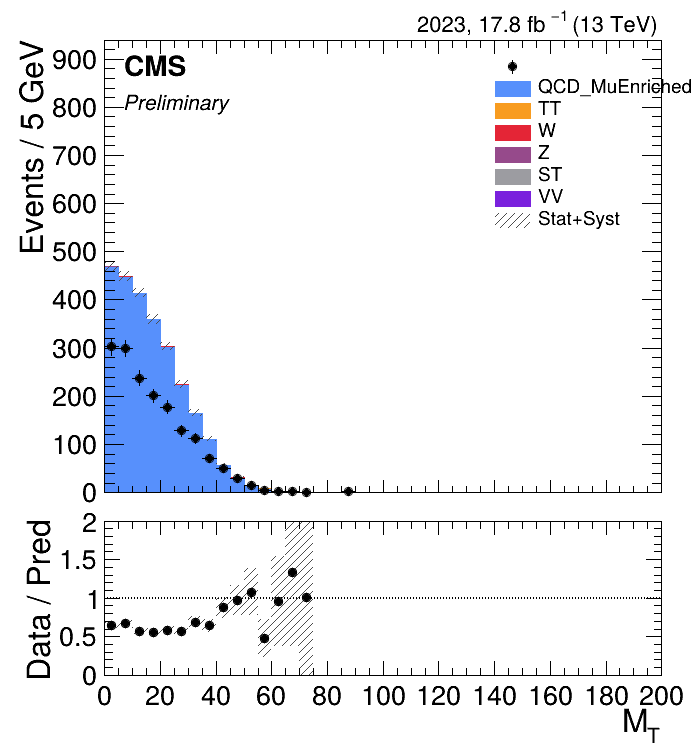 2023, 17.8 fb⁻¹ (13 TeV)
CMS
Preliminary
QCD_MuEnriched
TT
W
Z
ST
VV
Stat+Syst
Events / 5 GeV
900
800
700
600
500
400
300
200
100
0
Data / Pred
2
1.5
1
0.5
0
0 20 40 60 80 100 120 140 160 180 200
M_T